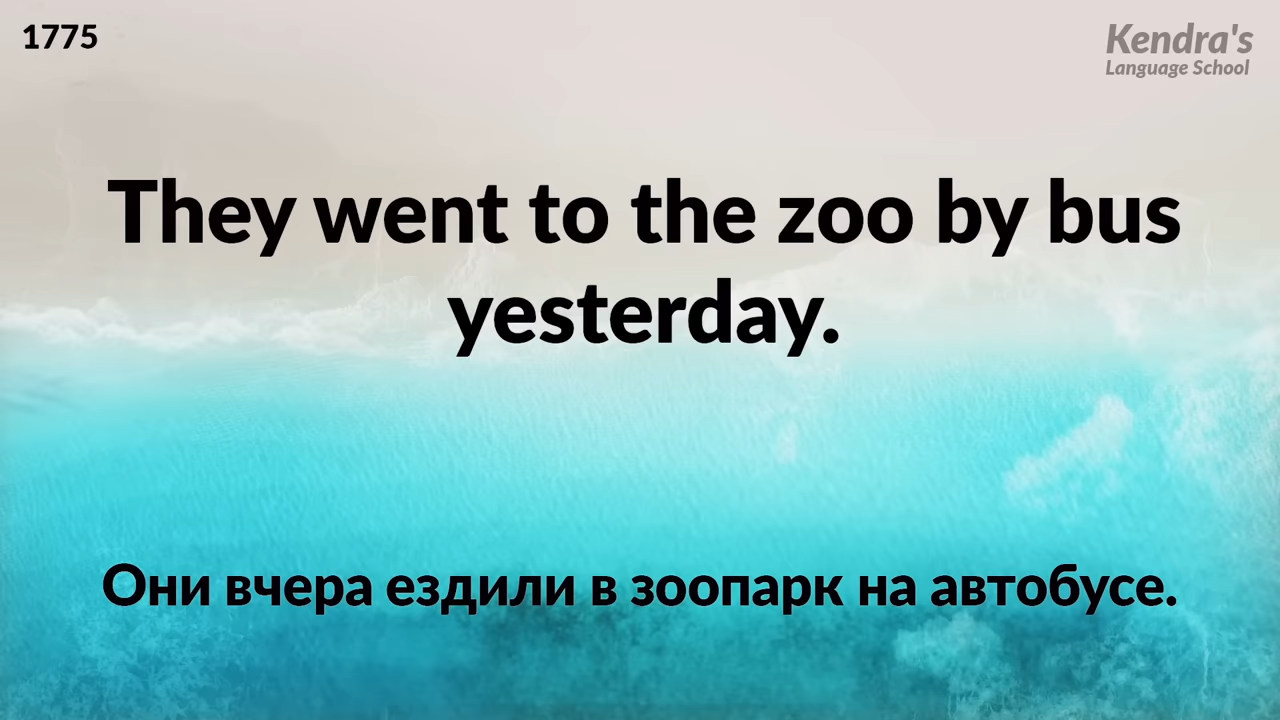 1775
Kendra's
Language School
They went to the zoo by bus
yesterday.
Они вчера ездили в зоопарк на автобусе.